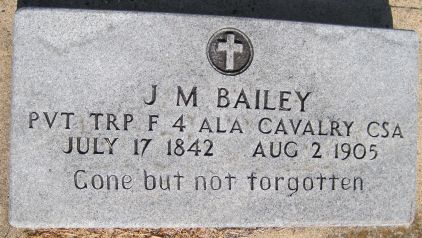 J M BAILEY
PVT TRP F 4 ALA CAVALRY CSA
JULY 17 1842 AUG 2 1905
Gone but not forgotten